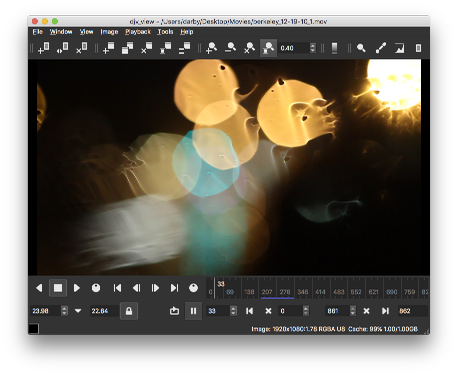 djv_view - /Users/darby/Desktop/Movies/berkeley_12-19-10_1.mov
File Window View Image Playback Tools Help
0.40
33
0 69 138 207 276 345 414 483 552 621 690 759 82
23.98 22.64 33 0 861 862
Image: 1920x1080:1.78 RGBA U8 Cache: 99% 1.00/1.00GB